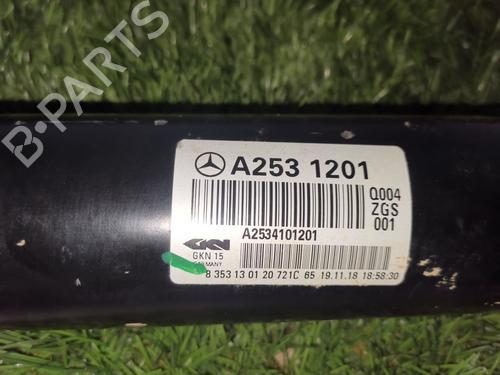 B-PARTS
A253 1201
Q004
ZGS
001
A2534101201
GKN
GKN 15
GERMANY
8 353 13 01 20 721C 65 19.11.18 18:58:30